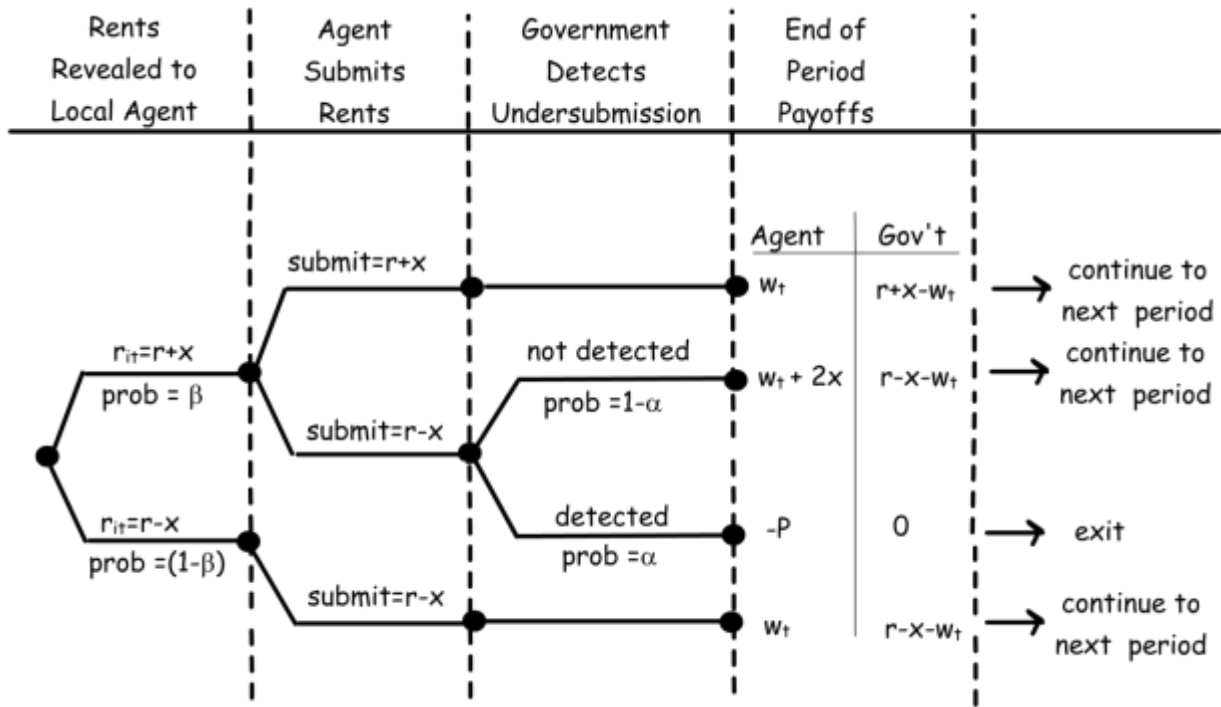 Rents
Revealed to
Local Agent
Agent
Submits
Rents
Government
Detects
Undersubmission
End of
Period
Payoffs
Agent
Gov't
submit=r+x
wₜ
r+x-wₜ
continue to
next period
rᵢₜ=r+x
prob = β
not detected
prob =1-α
wₜ + 2x
r-x-wₜ
continue to
next period
submit=r-x
rᵢₜ=r-x
prob =(1-β)
detected
prob =α
-P
0
exit
submit=r-x
wₜ
r-x-wₜ
continue to
next period